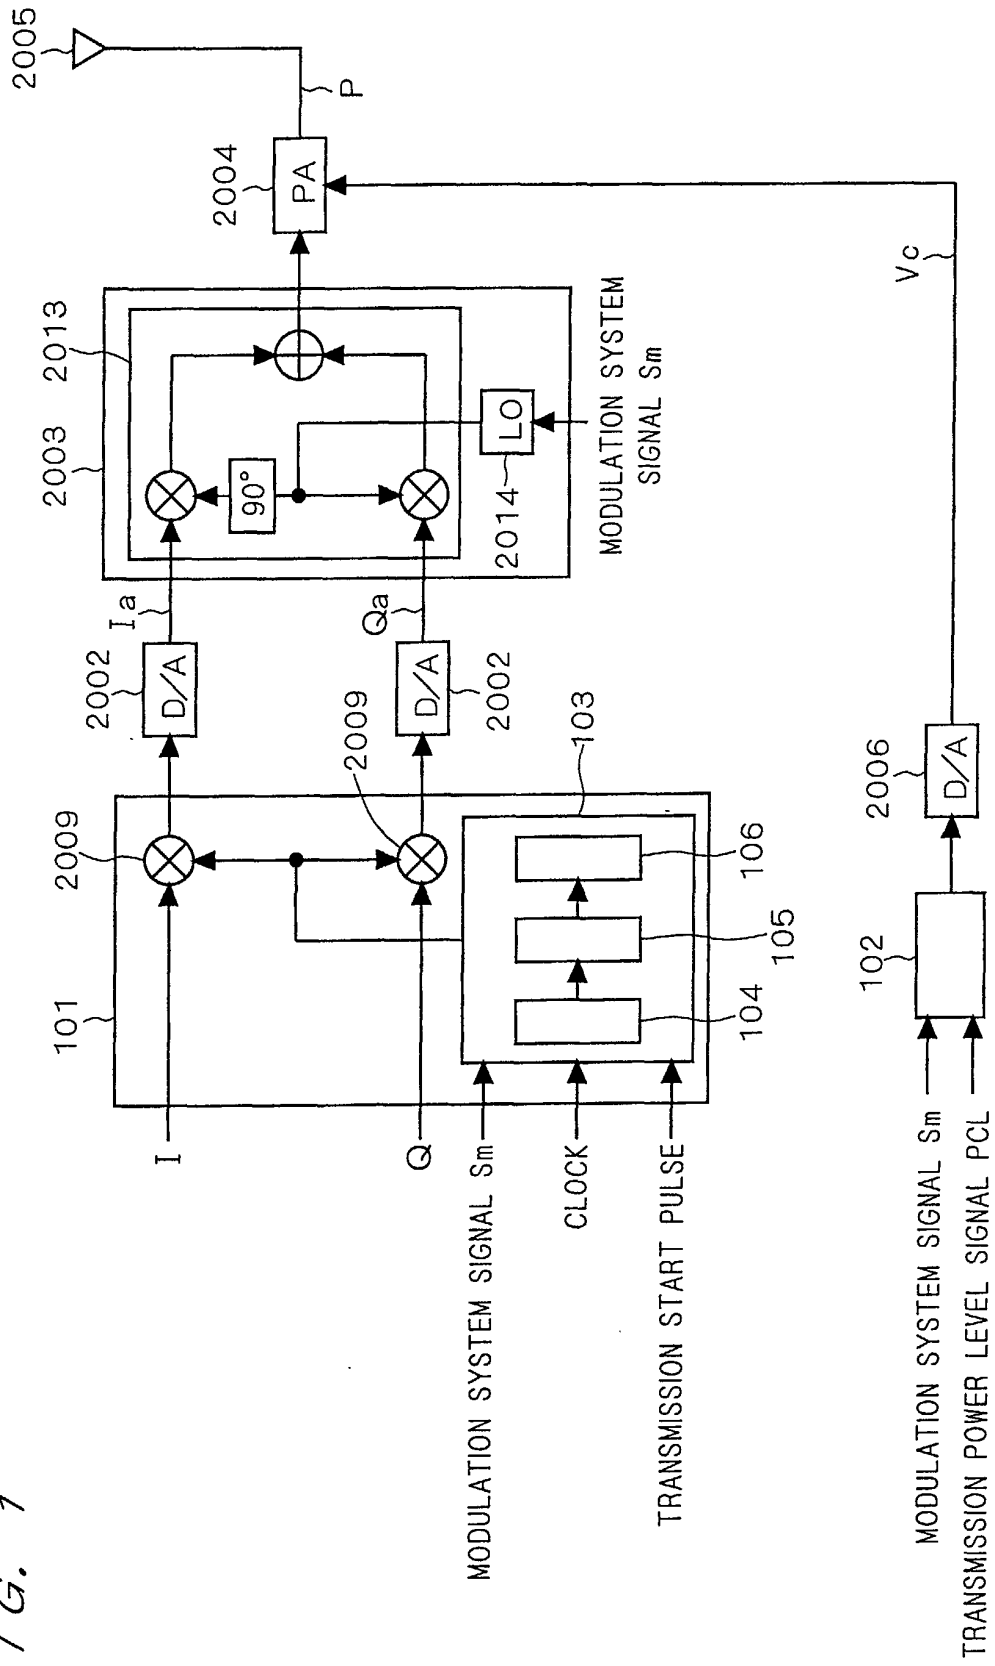 FIG. 1
101
2009
2009
2002
2002
Ia
Qa
2003
2013
90°
LO
2014
MODULATION SYSTEM
SIGNAL Sm
2004
PA
P
2005
D/A
D/A
I
Q
MODULATION SYSTEM SIGNAL Sm
CLOCK
TRANSMISSION START PULSE
103
104
105
106
102
2006
D/A
Vc
MODULATION SYSTEM SIGNAL Sm
TRANSMISSION POWER LEVEL SIGNAL PCL